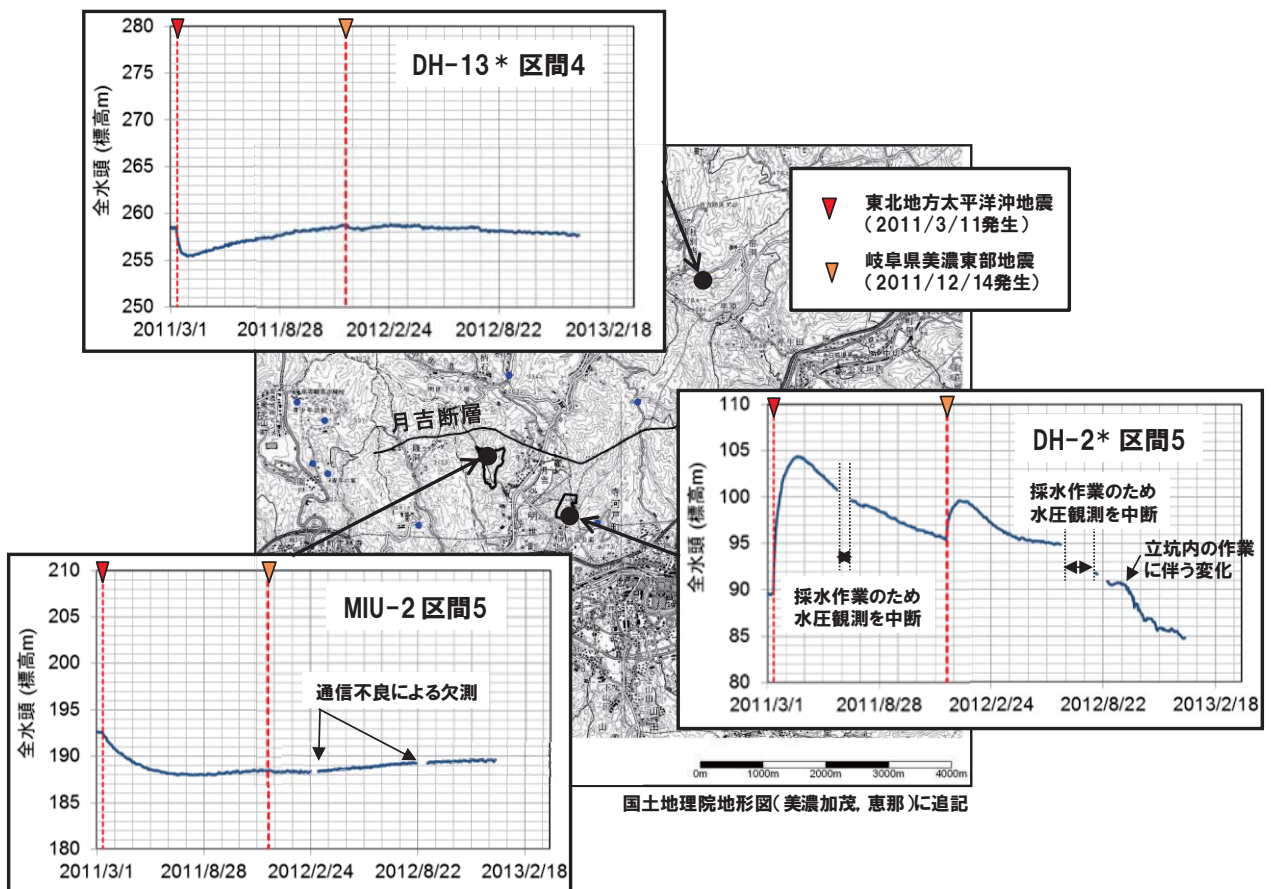 DH-13* 区間4
全水頭 (標高m)
280
275
270
265
260
255
250
2011/3/1
2011/8/28
2012/2/24
2012/8/22
2013/2/18
東北地方太平洋沖地震
(2011/3/11発生)
岐阜県美濃東部地震
(2011/12/14発生)
月吉断層
DH-2* 区間5
全水頭 (標高m)
110
105
100
95
90
85
80
採水作業のため
水圧観測を中断
採水作業のため
水圧観測を中断
立坑内の作業
に伴う変化
2011/3/1
2011/8/28
2012/2/24
2012/8/22
2013/2/18
MIU-2 区間5
全水頭 (標高m)
210
205
200
195
190
185
180
通信不良による欠測
2011/3/1
2011/8/28
2012/2/24
2012/8/22
2013/2/18
0m
1000m
2000m
3000m
4000m
国土地理院地形図(美濃加茂, 恵那)に追記